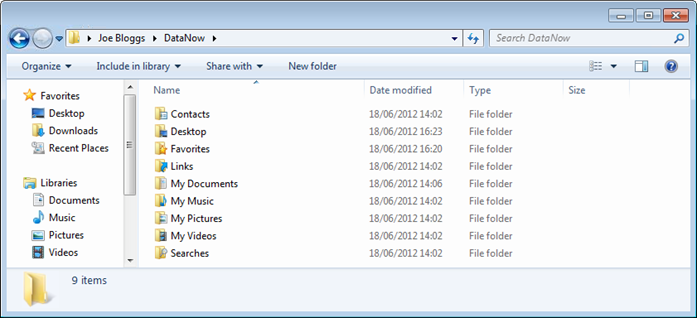 Joe Bloggs DataNow Search DataNow
Organize Include in library Share with New folder
Favorites
Desktop
Downloads
Recent Places
Libraries
Documents
Music
Pictures
Videos
Name Date modified Type Size
Contacts 18/06/2012 14:02 File folder
Desktop 18/06/2012 16:23 File folder
Favorites 18/06/2012 16:20 File folder
Links 18/06/2012 14:02 File folder
My Documents 18/06/2012 14:06 File folder
My Music 18/06/2012 14:02 File folder
My Pictures 18/06/2012 14:02 File folder
My Videos 18/06/2012 14:02 File folder
Searches 18/06/2012 14:02 File folder
9 items